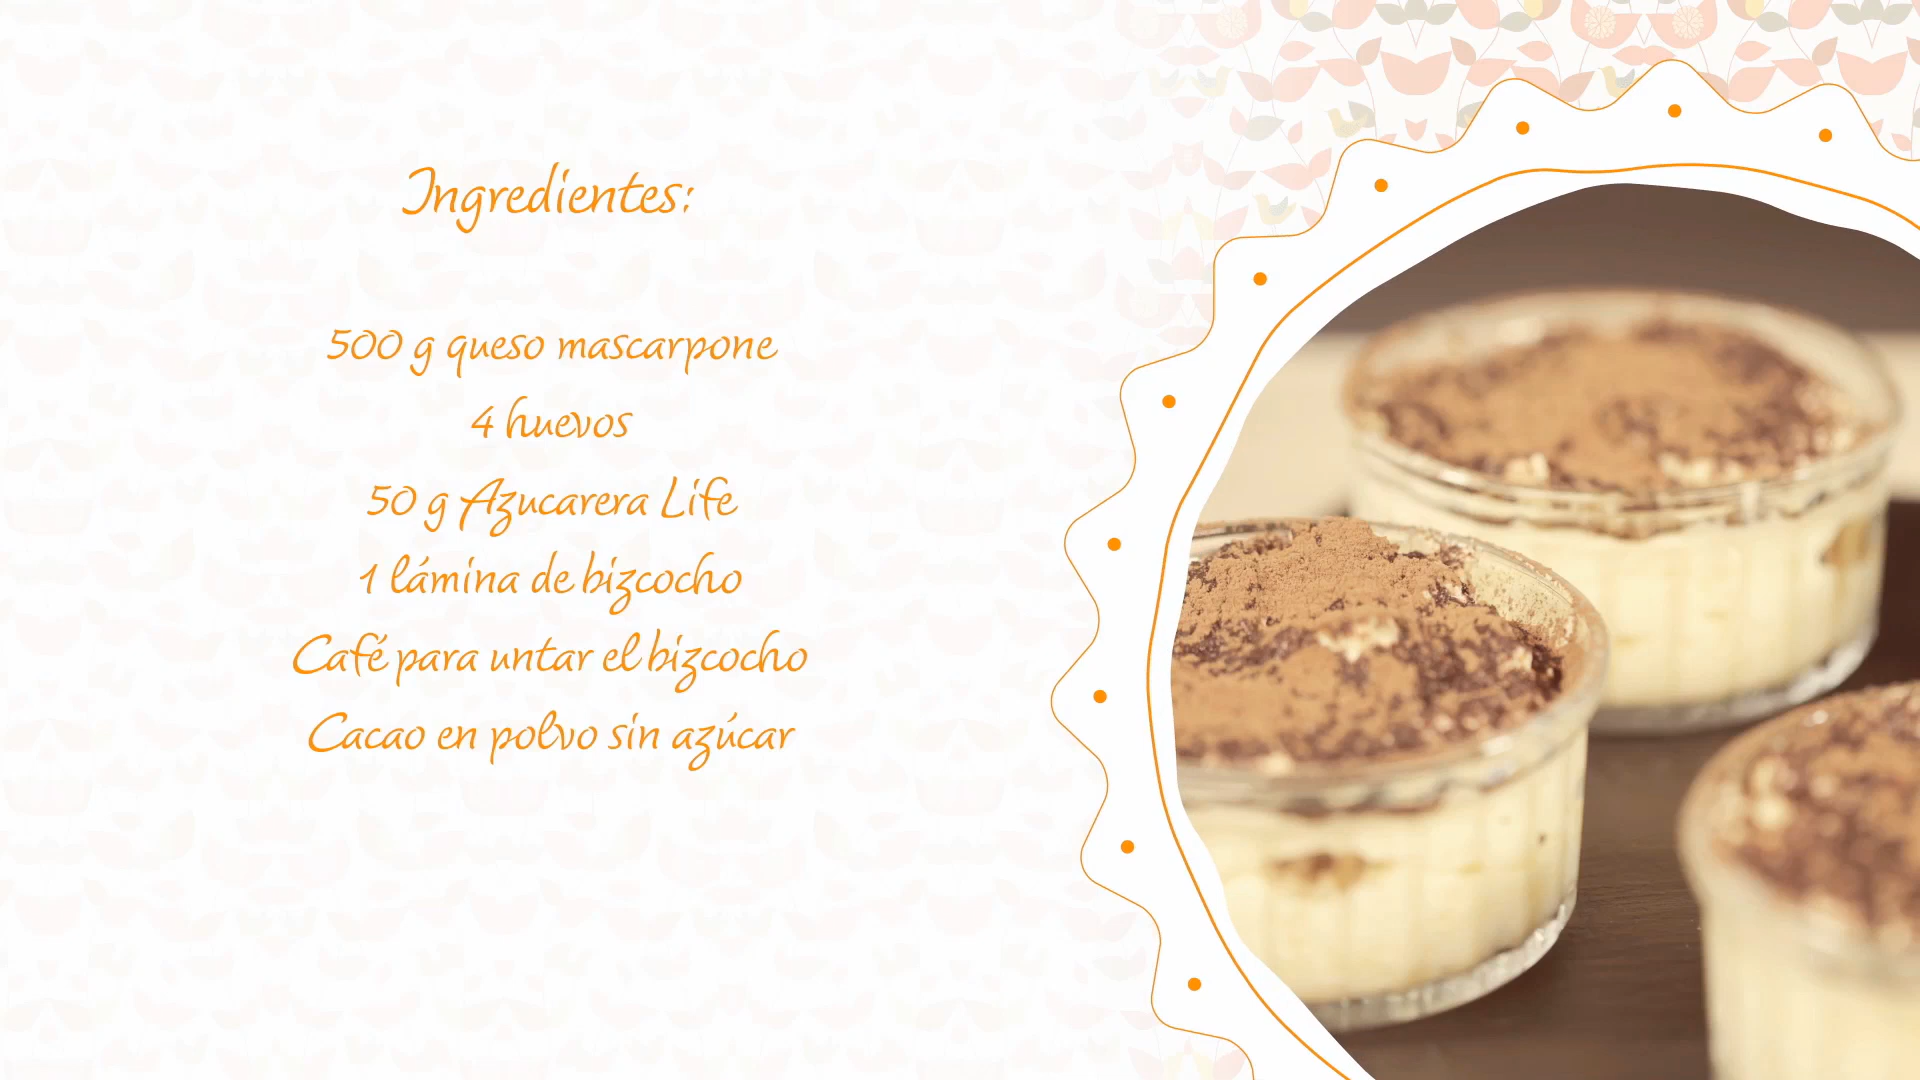 Ingredientes:
500 g queso mascarpone
4 huevos
50 g Azucarera Life
1 lámina de bizcocho
Café para untar el bizcocho
Cacao en polvo sin azúcar